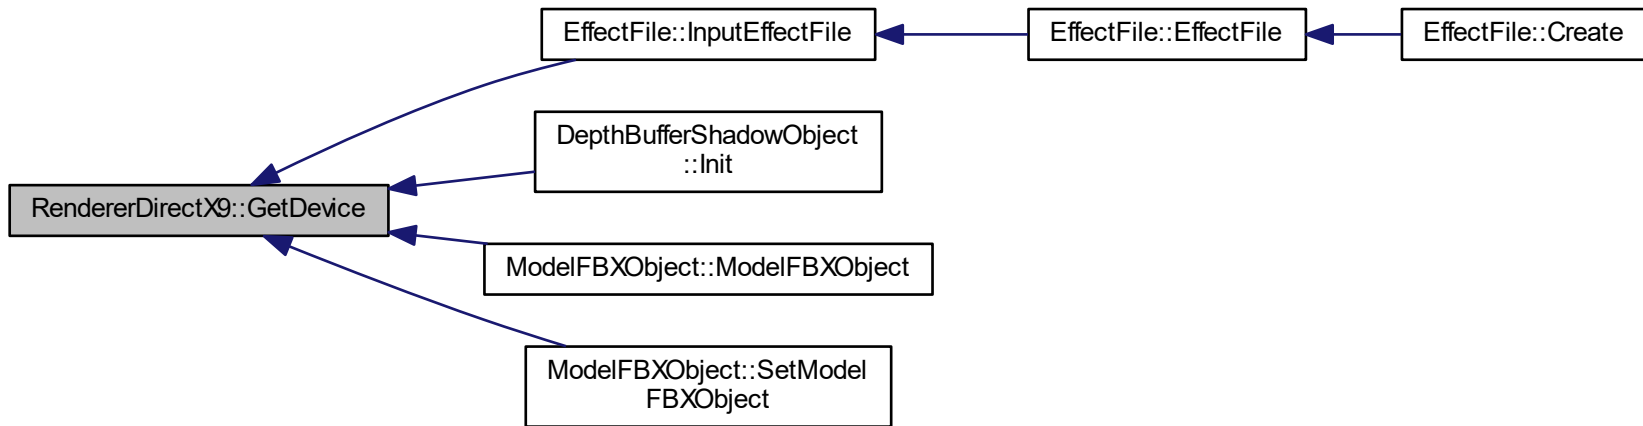 EffectFile::InputEffectFile
EffectFile::EffectFile
EffectFile::Create
DepthBufferShadowObject
::Init
RendererDirectX9::GetDevice
ModelFBXObject::ModelFBXObject
ModelFBXObject::SetModel
FBXObject